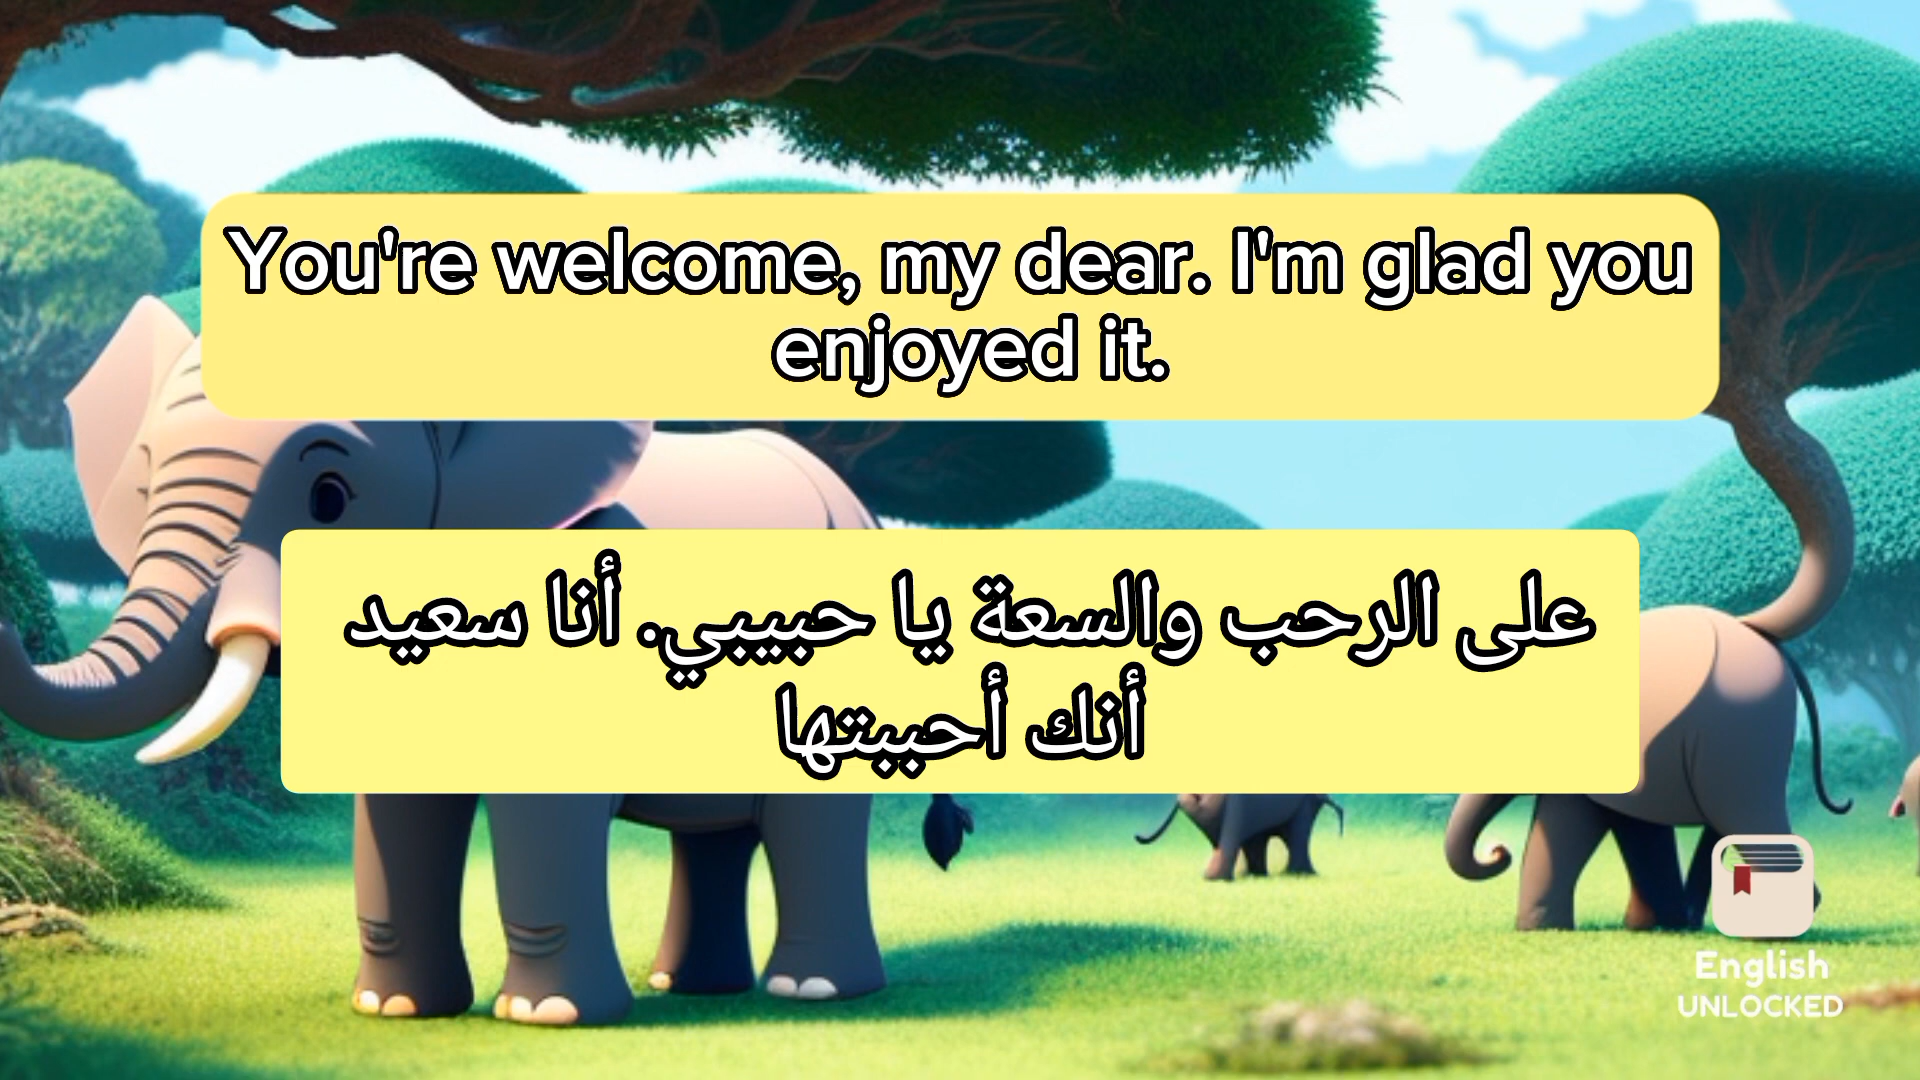 You're welcome, my dear. I'm glad you
enjoyed it.
على الرحب والسعة يا حبيبي. أنا سعيد
أنك أحببتها
English
UNLOCKED